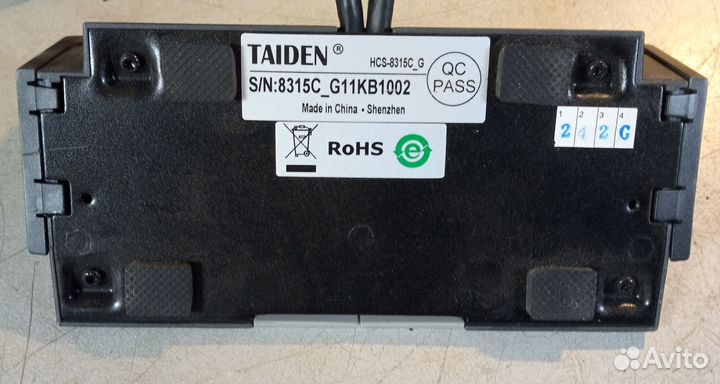 TAIDEN®
HCS-8315C_G
S/N:8315C_G11KB1002
Made in China - Shenzhen
QC
PASS
RoHS
e
1 2 3 4
2 4 2 G
Avito